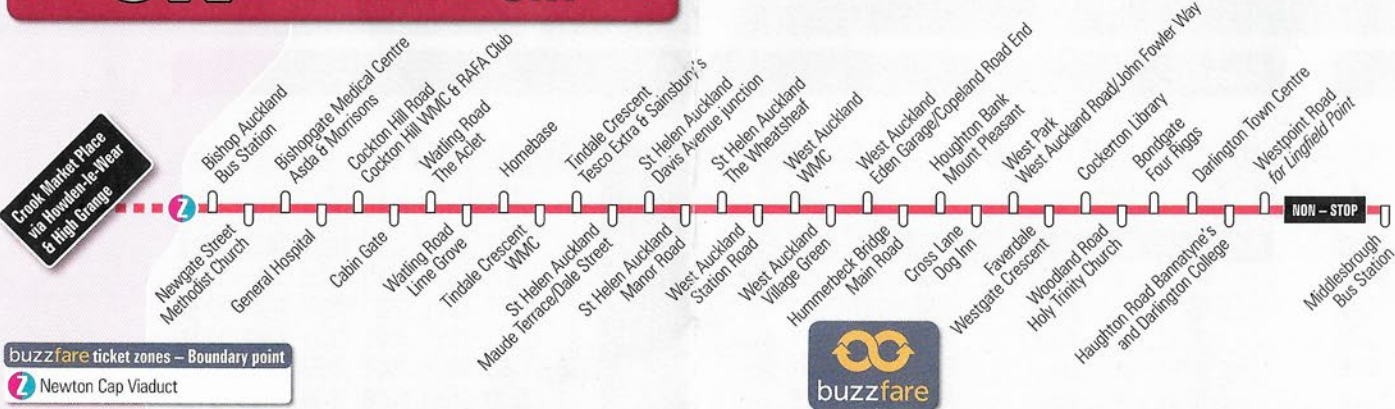 Crook Market Place
via Howden-le-Wear
& High Grange
Z
Bishop Auckland
Bus Station
Newgate Street
Methodist Church
Bishopgate Medical Centre
Asda & Morrisons
General Hospital
Cockton Hill Road
Cockton Hill WMC & RAFA Club
Cabin Gate
Watling Road
The Aclet
Watling Road
Lime Grove
Homebase
Tindale Crescent
WMC
Tindale Crescent
Tesco Extra & Sainsbury's
St Helen Auckland
Maude Terrace/Dale Street
St Helen Auckland
Davis Avenue junction
St Helen Auckland
Manor Road
St Helen Auckland
The Wheatsheaf
West Auckland
Station Road
West Auckland
WMC
West Auckland
Village Green
West Auckland
Eden Garage/Copeland Road End
Hummerbeck Bridge
Main Road
Houghton Bank
Mount Pleasant
Cross Lane
Dog Inn
West Park
West Auckland Road/John Fowler Way
Faverdale
Westgate Crescent
Cockerton Library
Woodland Road
Holy Trinity Church
Bondgate
Four Riggs
Darlington Town Centre
Haughton Road Bannatyne's
and Darlington College
Westpoint Road
for Lingfield Point
NON – STOP
Middlesbrough
Bus Station
buzzfare ticket zones – Boundary point
Z Newton Cap Viaduct
buzzfare